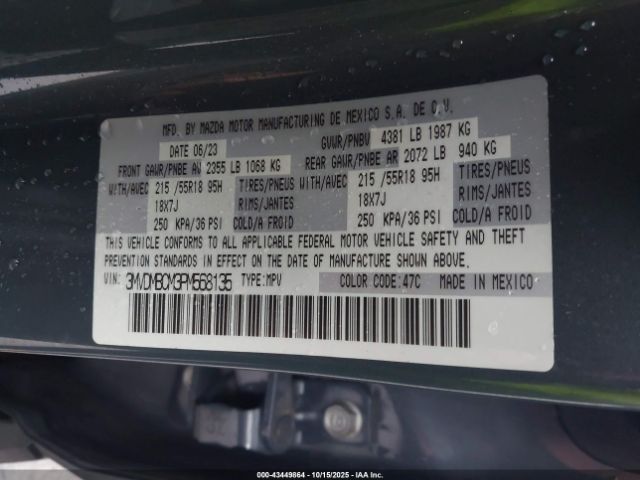 MFD. BY MAZDA MOTOR MANUFACTURING DE MEXICO S.A. DE C.V.
DATE 06/23 GVWR/PNBV 4381 LB 1987 KG
FRONT GAWR/PNBE AV 2355 LB 1068 KG REAR GAWR/PNBE AR 2072 LB 940 KG
WITH/AVEC 215 /55R18 95H TIRES/PNEUS WITH/AVEC 215 /55R18 95H TIRES/PNEUS
18X7J RIMS/JANTES 18X7J RIMS/JANTES
250 KPA/36 PSI COLD/A FROID 250 KPA/36 PSI COLD/A FROID
THIS VEHICLE CONFORMS TO ALL APPLICABLE FEDERAL MOTOR VEHICLE SAFETY AND THEFT
PREVENTION STANDARDS IN EFFECT ON THE DATE OF MANUFACTURE SHOWN ABOVE.
VIN: 3MVDMBCM3PM568135 TYPE:MPV COLOR CODE:47C MADE IN MEXICO
000-43449864 - 10/15/2025 - IAA Inc.